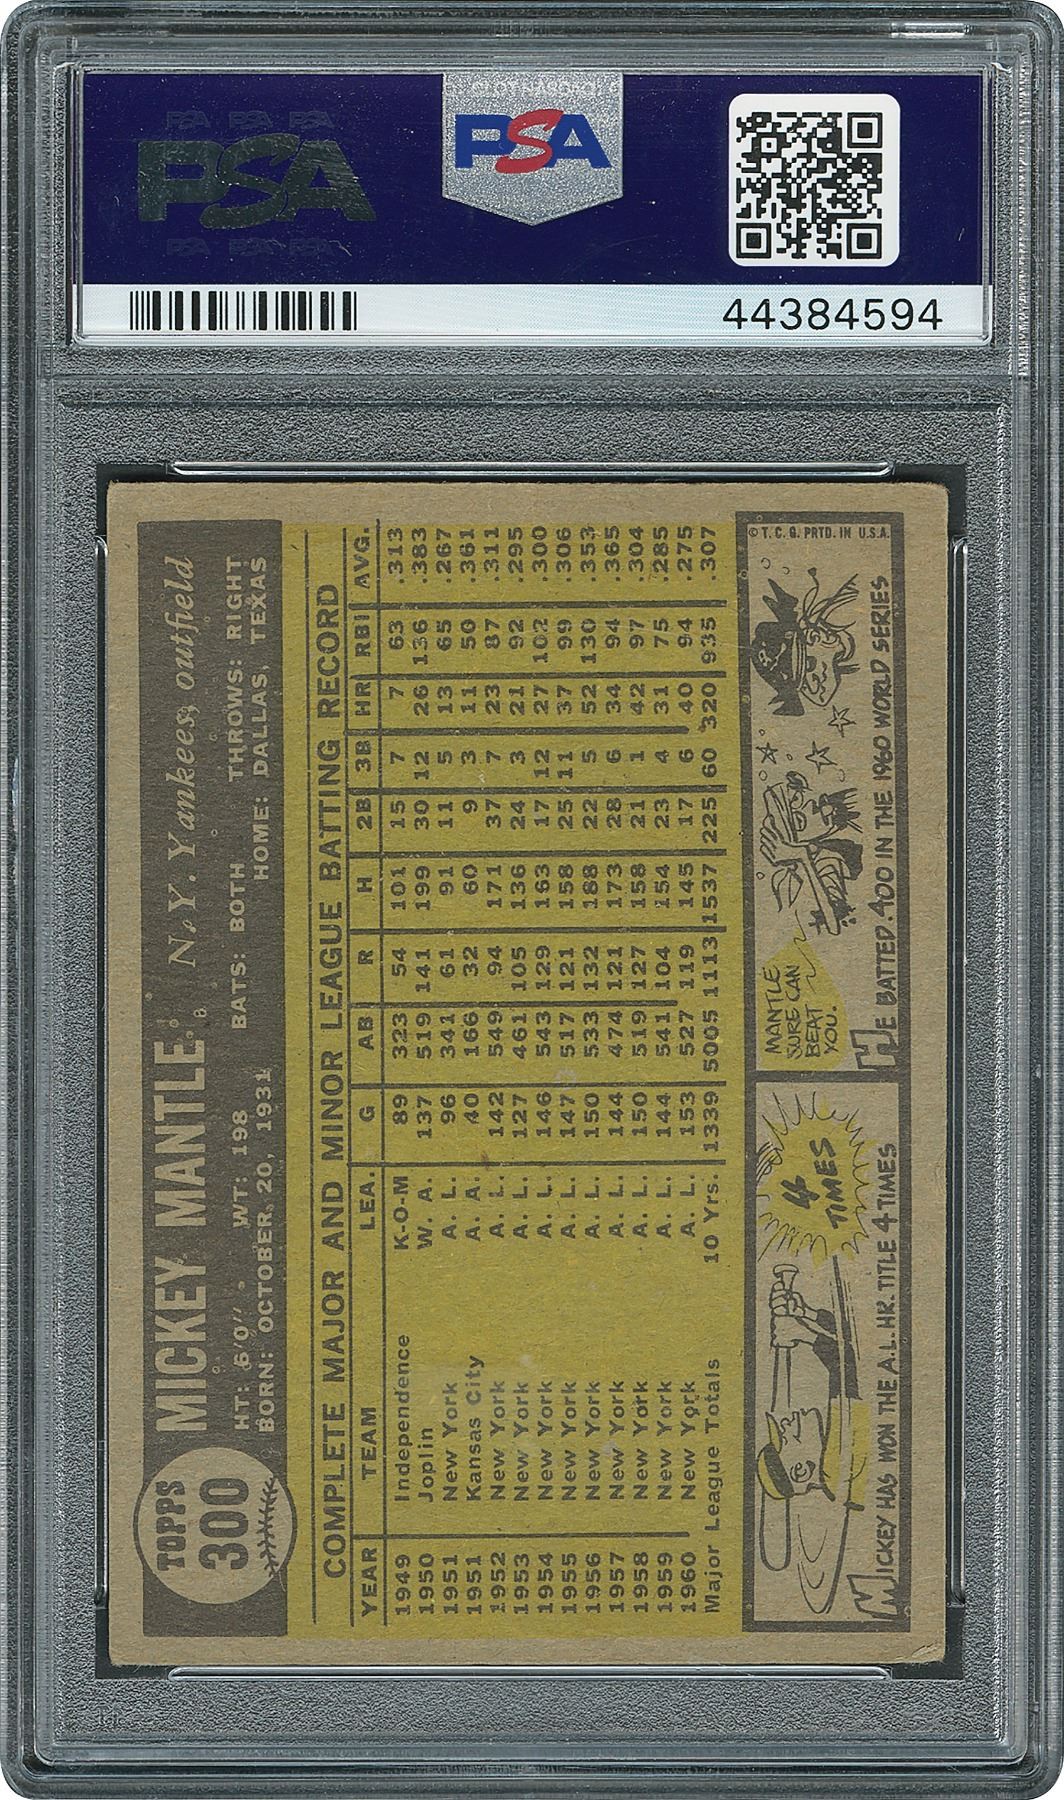 PSA PSA PSA
PSA
PSA PSA PSA
PSA
44384594
TOPPS
300
MICKEY MANTLE N. Y. Yankees, outfield
HT: 6'0" WT: 198 BATS: BOTH THROWS: RIGHT
BORN: OCTOBER, 20, 1931 HOME: DALLAS, TEXAS
COMPLETE MAJOR AND MINOR LEAGUE BATTING RECORD
YEAR TEAM LEA. G AB R H 2B 3B HR RBI AVG.
1949 Independence K-O-M 89 323 54 101 15 7 7 63 .313
1950 Joplin W. A. 137 519 141 199 30 12 26 136 .383
1951 New York A. L. 96 341 61 91 11 5 13 65 .267
1951 Kansas City A. A. 40 166 32 60 9 3 11 50 .361
1952 New York A. L. 142 549 94 171 37 7 23 87 .311
1953 New York A. L. 127 461 105 136 24 3 21 92 .295
1954 New York A. L. 146 543 129 163 17 12 27 102 .300
1955 New York A. L. 147 517 121 158 25 11 37 99 .306
1956 New York A. L. 150 533 132 188 22 5 52 130 .353
1957 New York A. L. 144 474 121 173 28 6 34 94 .365
1958 New York A. L. 150 519 127 158 21 1 42 97 .304
1959 New York A. L. 144 541 104 154 23 4 31 75 .285
1960 New York A. L. 153 527 119 145 17 6 40 94 .275
Major League Totals 10 Yrs. 1339 5005 1113 1537 225 60 320 935 .307
4
TIMES
MICKEY HAS WON THE A.L. HR. TITLE 4 TIMES
MANTLE
SURE CAN
BEAT
YOU.
HE BATTED .400 IN THE 1960 WORLD SERIES
© T. C. G. PRTD. IN U.S.A.